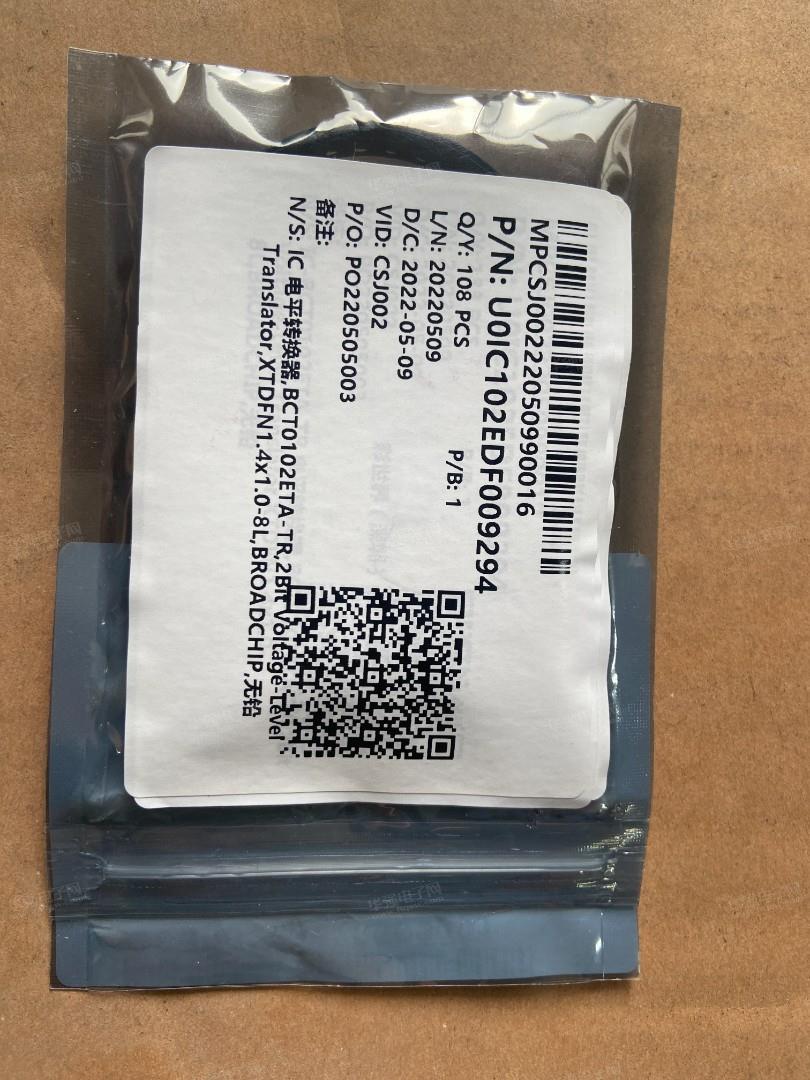 MPCSJ00222050990016
P/N: U0IC102EDF009294
Q/Y: 108 PCS
P/B: 1
L/N: 20220509
D/C: 2022-05-09
VID: CSJ002
P/O: PO220505003
备注:
N/S: IC 电平转换器,BCT0102ETA-TR,2Bit Voltage-Level
Translator,XTDFN1.4x1.0-8L,BROADCHIP,无铅